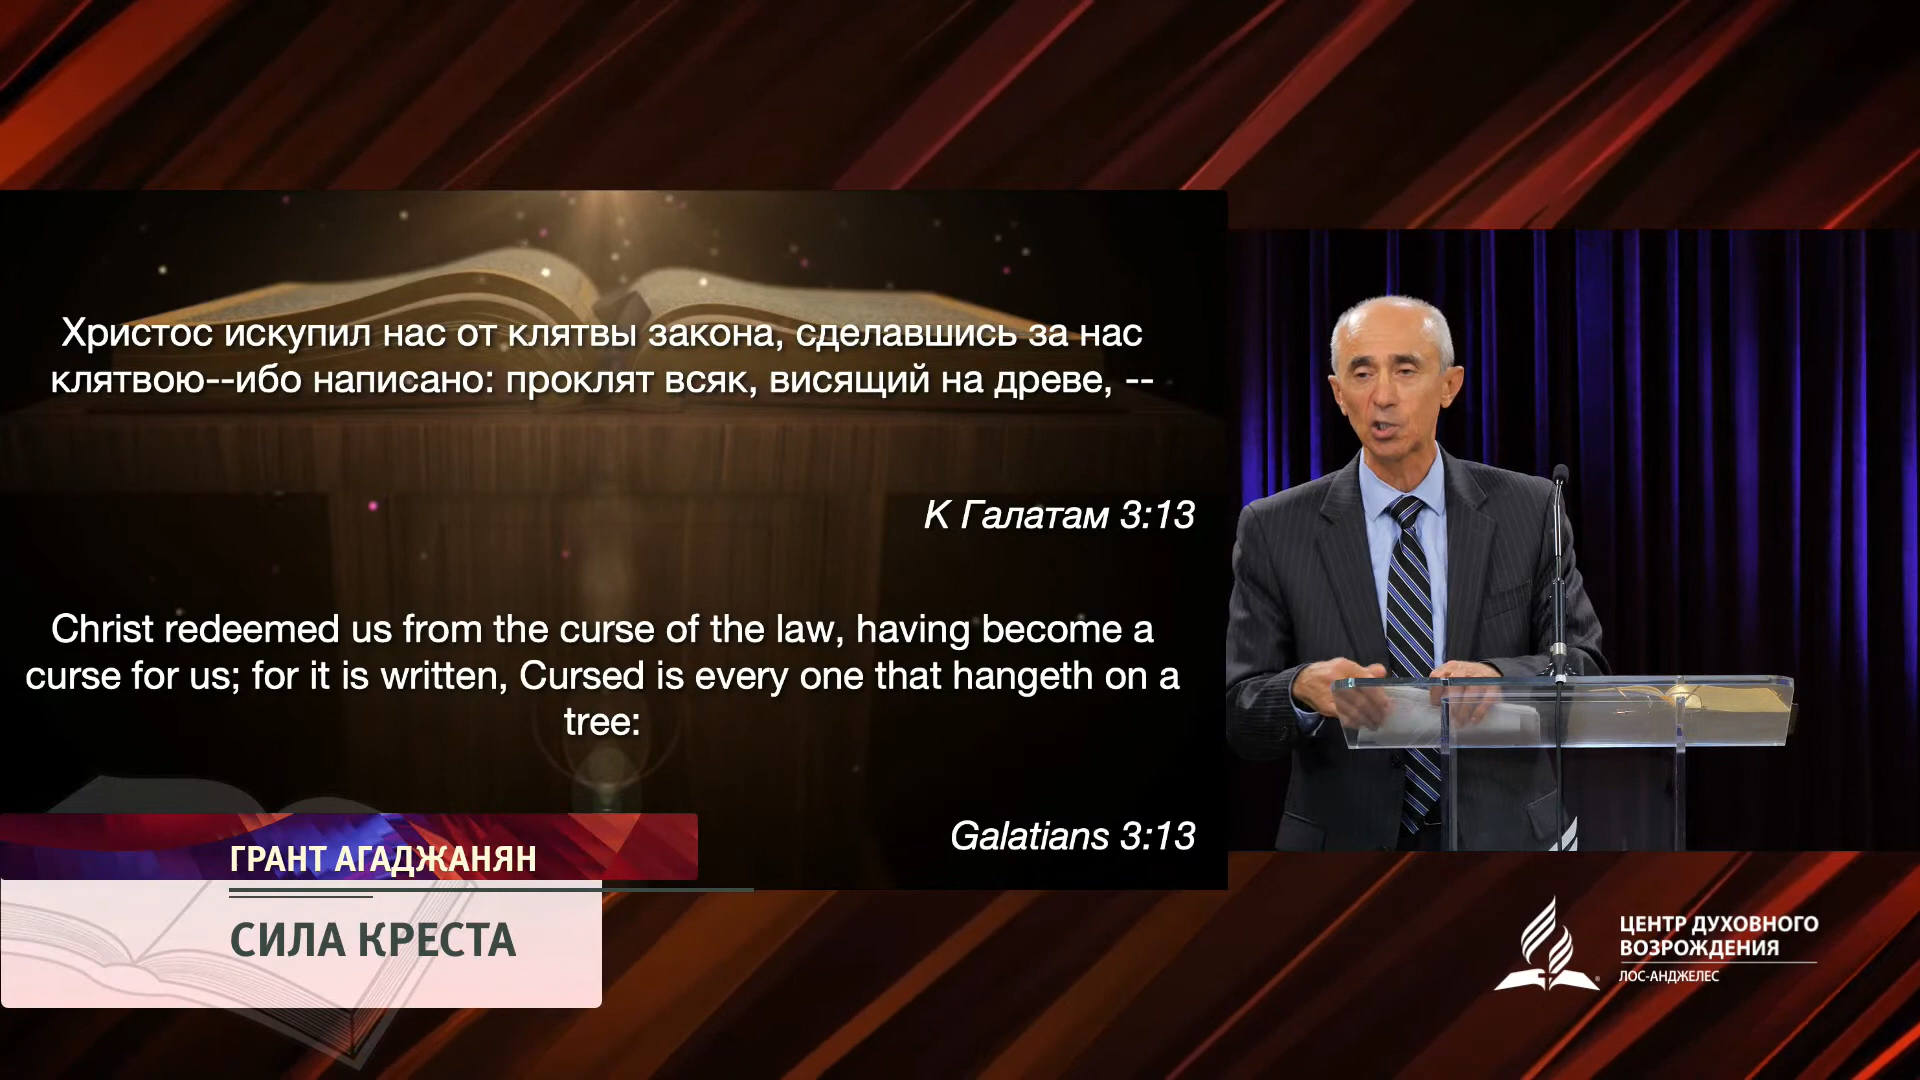 Христос искупил нас от клятвы закона, сделавшись за нас
клятвою--ибо написано: проклят всяк, висящий на древе, --
К Галатам 3:13
Christ redeemed us from the curse of the law, having become a
curse for us; for it is written, Cursed is every one that hangeth on a
tree:
Galatians 3:13
ГРАНТ АГАДЖАНЯН
СИЛА КРЕСТА
ЦЕНТР ДУХОВНОГО
ВОЗРОЖДЕНИЯ
ЛОС-АНДЖЕЛЕС